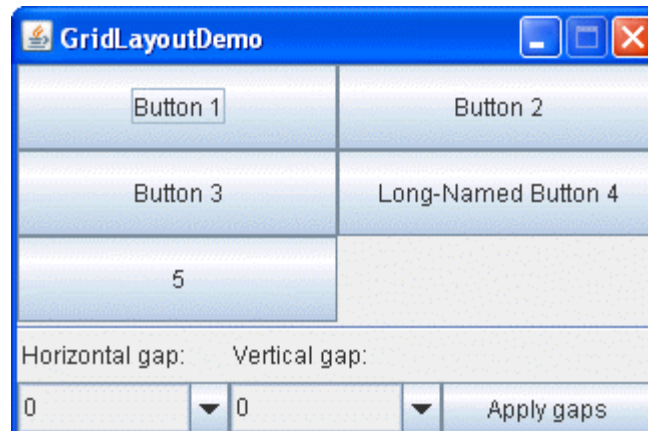 GridLayoutDemo
Button 1 Button 2
Button 3 Long-Named Button 4
5
Horizontal gap: Vertical gap:
0 0 Apply gaps